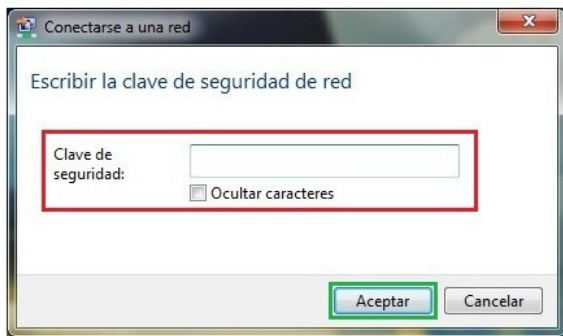 Conectarse a una red
Escribir la clave de seguridad de red
Clave de
seguridad:
Ocultar caracteres
Aceptar
Cancelar